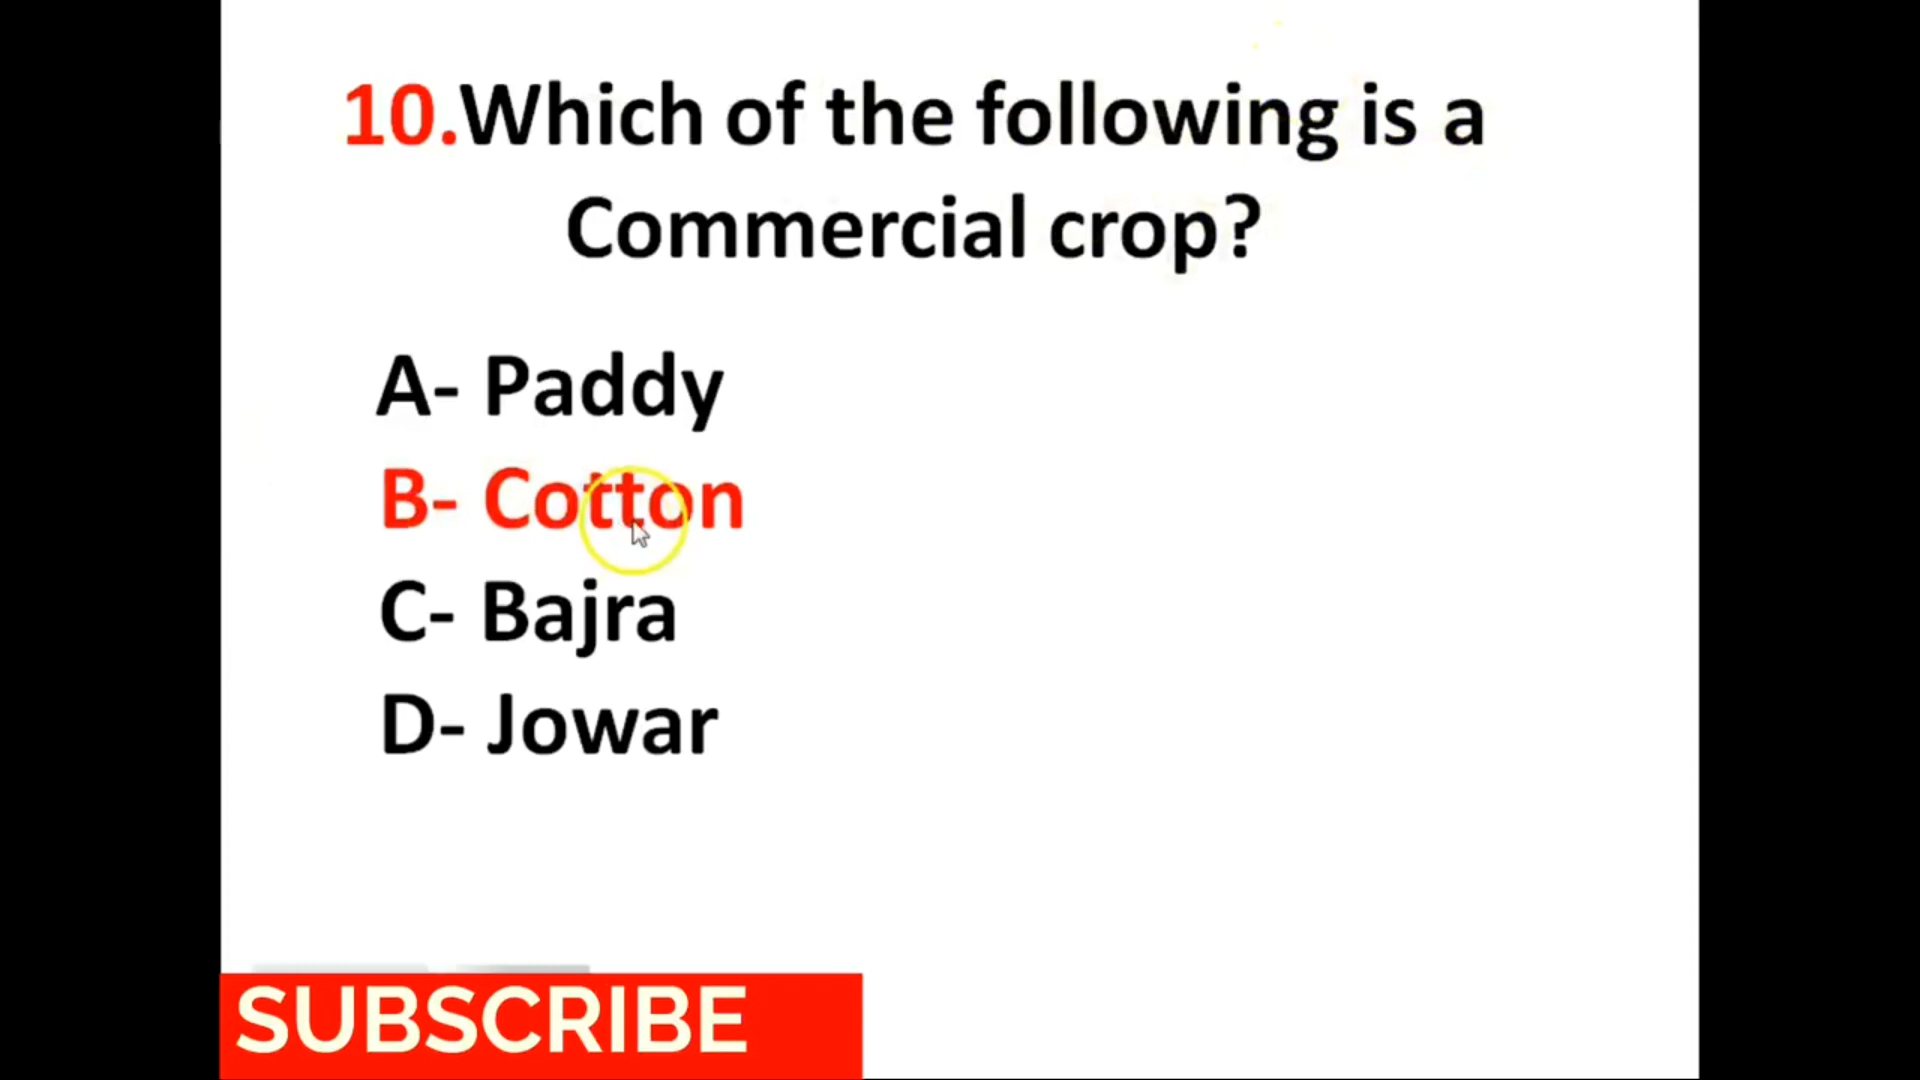 10.Which of the following is a
Commercial crop?
A- Paddy
B- Cotton
C- Bajra
D- Jowar
SUBSCRIBE